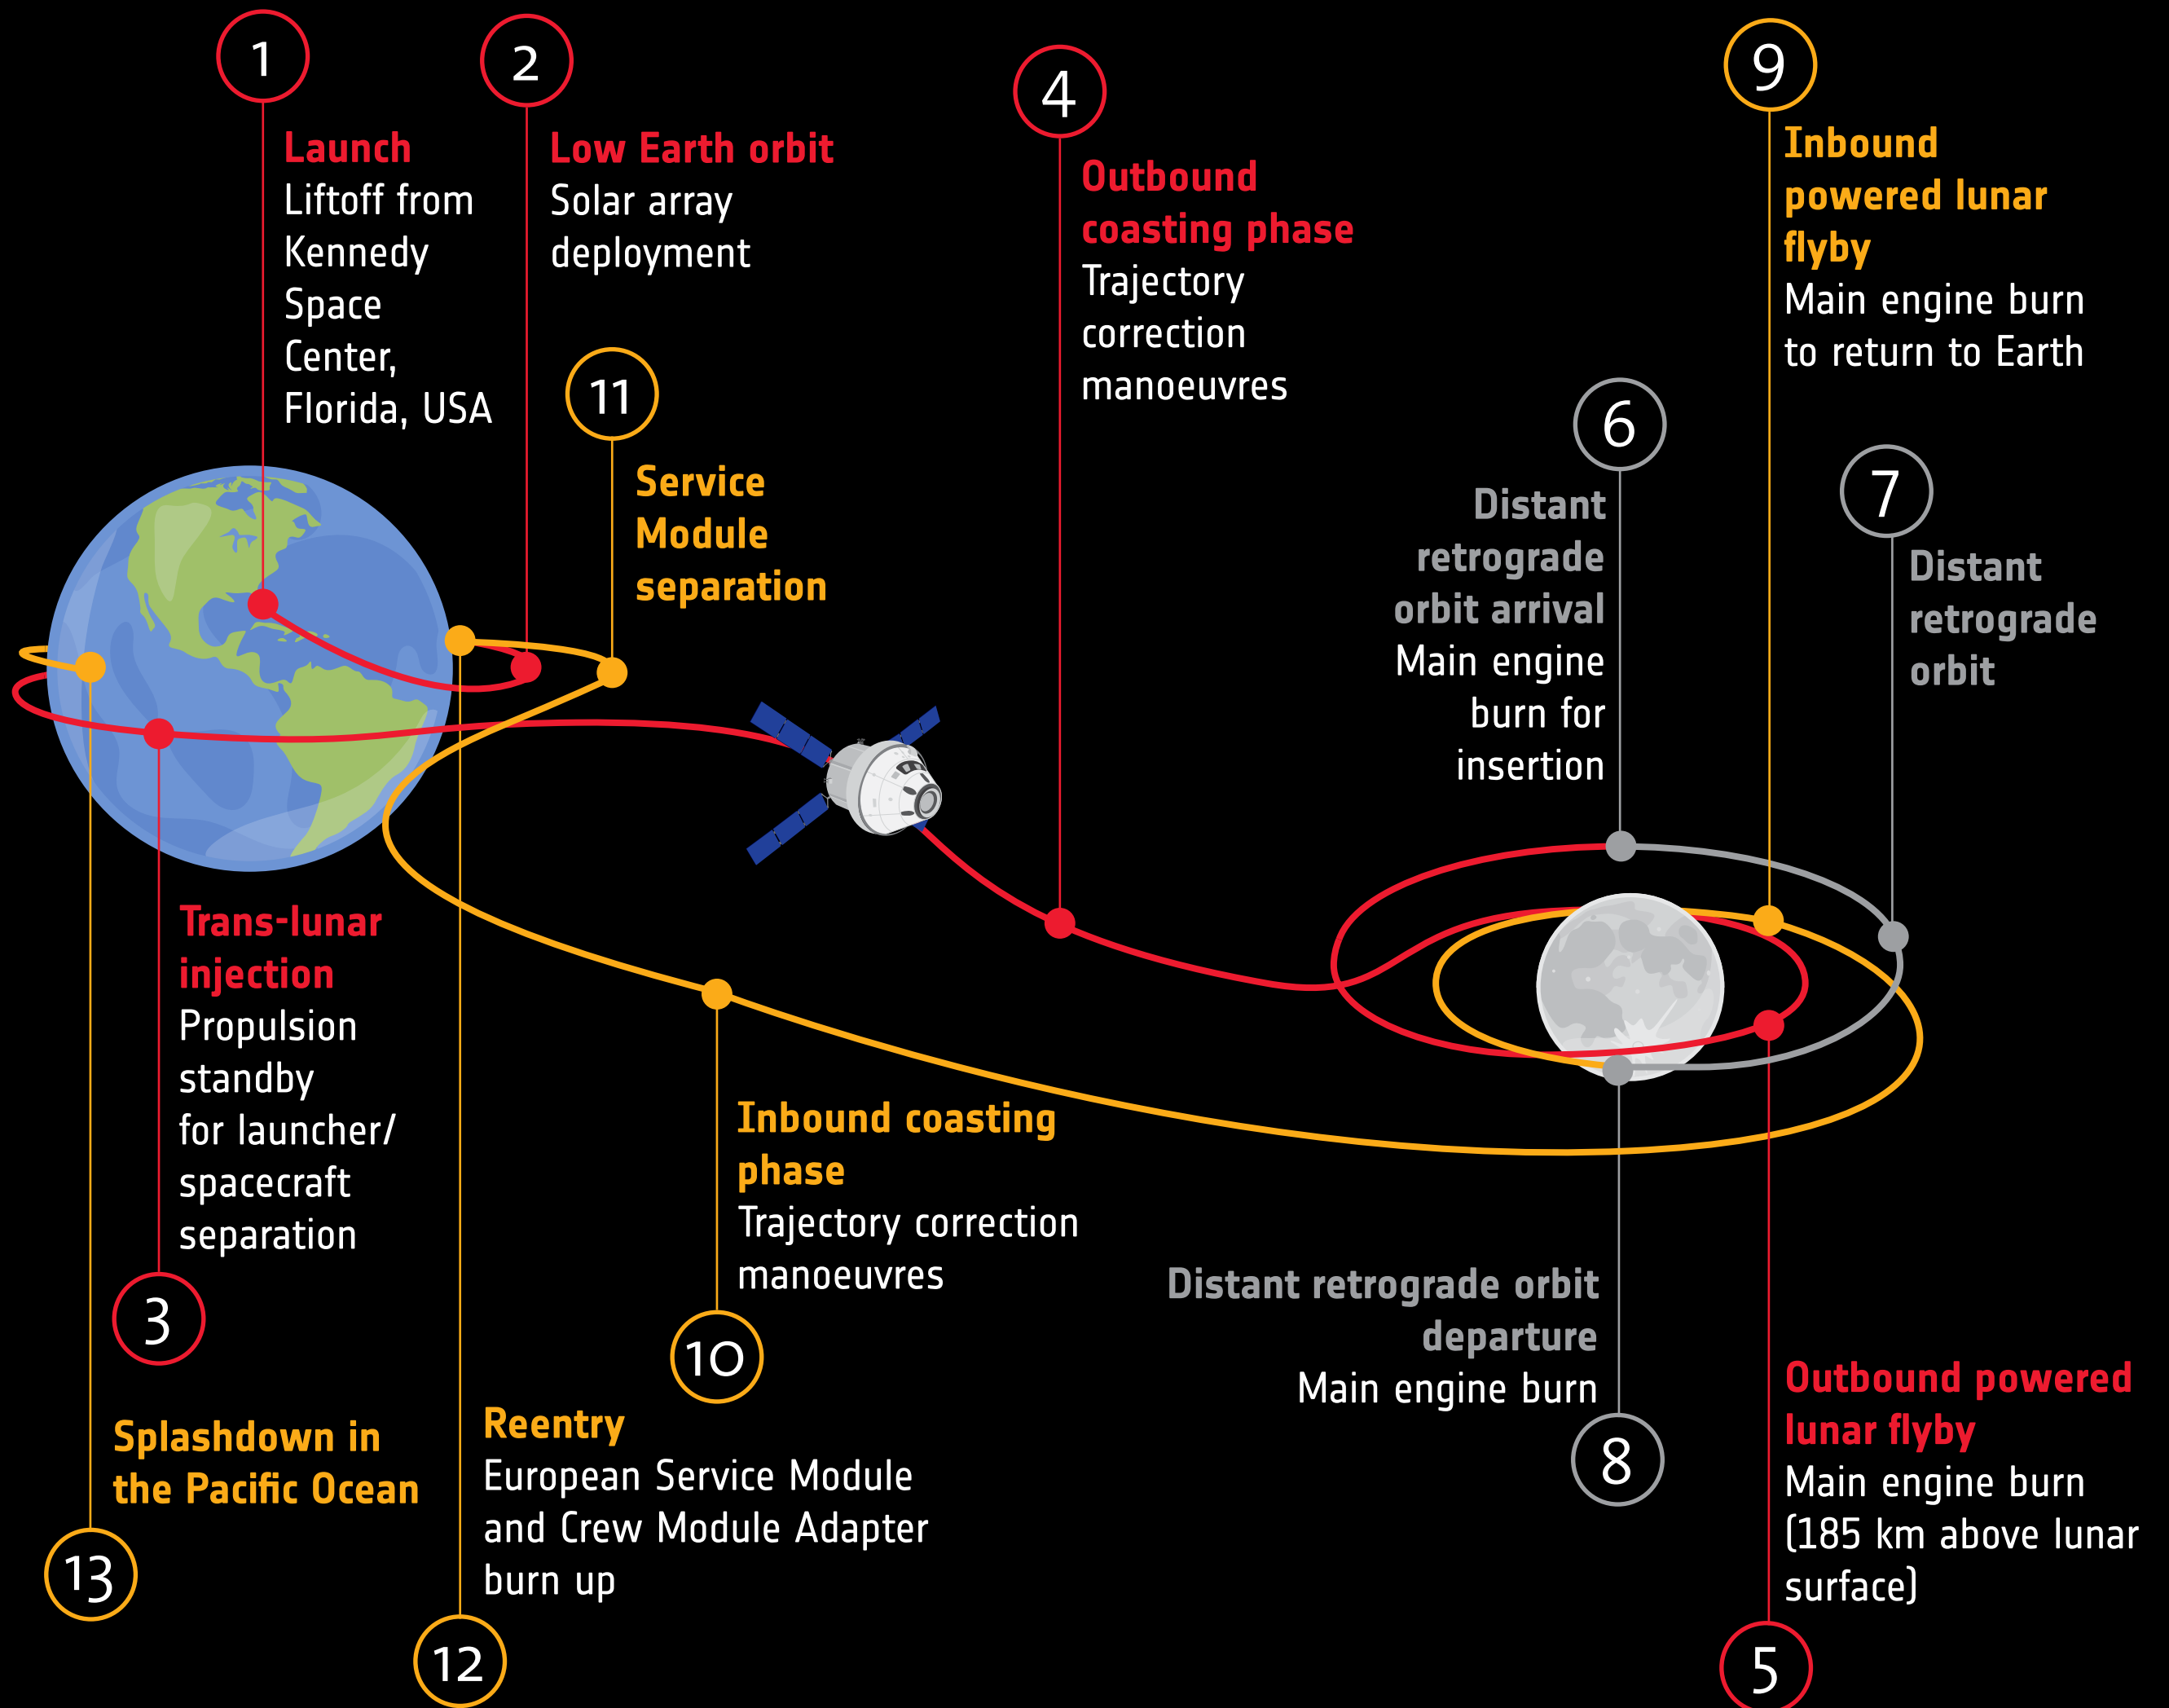 1
Launch
Liftoff from
Kennedy
Space
Center,
Florida, USA
2
Low Earth orbit
Solar array
deployment
3
Trans-lunar
injection
Propulsion
standby
for launcher/
spacecraft
separation
4
Outbound
coasting phase
Trajectory
correction
manoeuvres
5
Outbound powered
lunar flyby
Main engine burn
(185 km above lunar
surface)
6
Distant
retrograde
orbit arrival
Main engine
burn for
insertion
7
Distant
retrograde
orbit
8
Distant retrograde orbit
departure
Main engine burn
9
Inbound
powered lunar
flyby
Main engine burn
to return to Earth
10
Inbound coasting
phase
Trajectory correction
manoeuvres
11
Service
Module
separation
12
Reentry
European Service Module
and Crew Module Adapter
burn up
13
Splashdown in
the Pacific Ocean